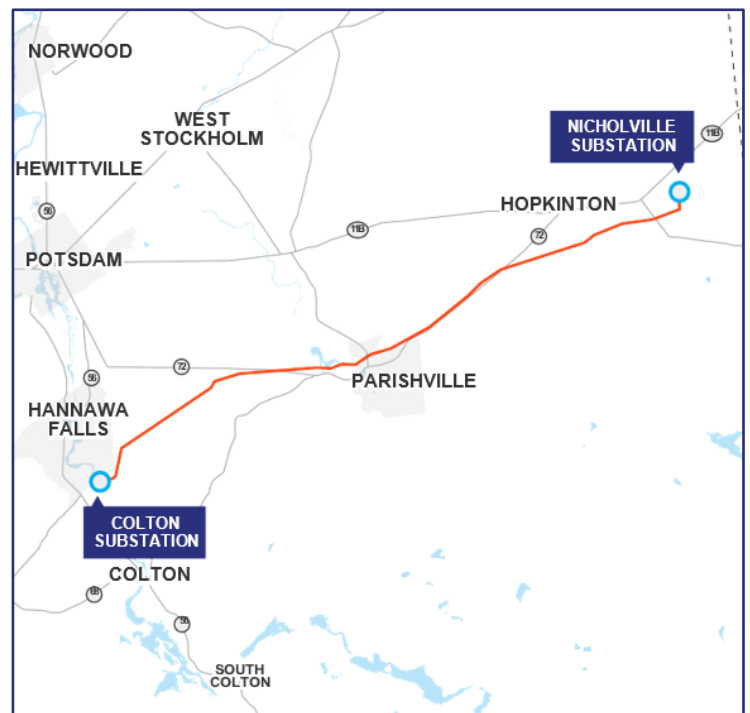 NORWOOD
WEST
STOCKHOLM
NICHOLVILLE
SUBSTATION
11B
HEWITTVILLE
56
HOPKINTON
11B
72
POTSDAM
72
56
PARISHVILLE
HANNAWA
FALLS
COLTON
SUBSTATION
COLTON
68
56
SOUTH
COLTON